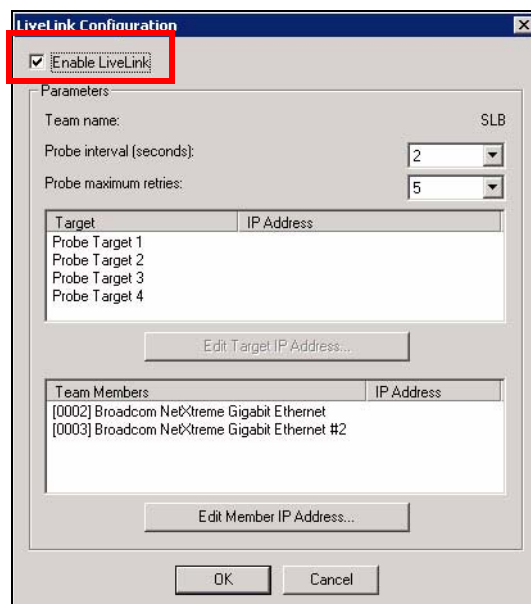 LiveLink Configuration
Enable LiveLink
Parameters
Team name: SLB
Probe interval (seconds): 2
Probe maximum retries: 5
Target IP Address
Probe Target 1
Probe Target 2
Probe Target 3
Probe Target 4
Edit Target IP Address...
Team Members IP Address
[0002] Broadcom NetXtreme Gigabit Ethernet
[0003] Broadcom NetXtreme Gigabit Ethernet #2
Edit Member IP Address...
OK Cancel